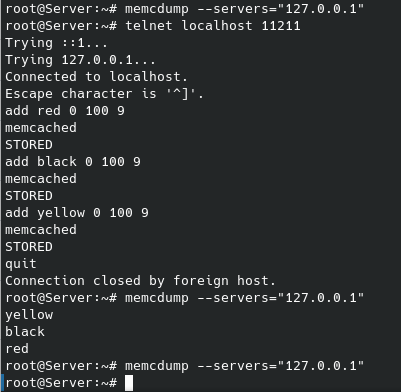 root@Server:~# memcdump --servers="127.0.0.1"
root@Server:~# telnet localhost 11211
Trying ::1...
Trying 127.0.0.1...
Connected to localhost.
Escape character is '^]'.
add red 0 100 9
memcached
STORED
add black 0 100 9
memcached
STORED
add yellow 0 100 9
memcached
STORED
quit
Connection closed by foreign host.
root@Server:~# memcdump --servers="127.0.0.1"
yellow
black
red
root@Server:~# memcdump --servers="127.0.0.1"
root@Server:~#